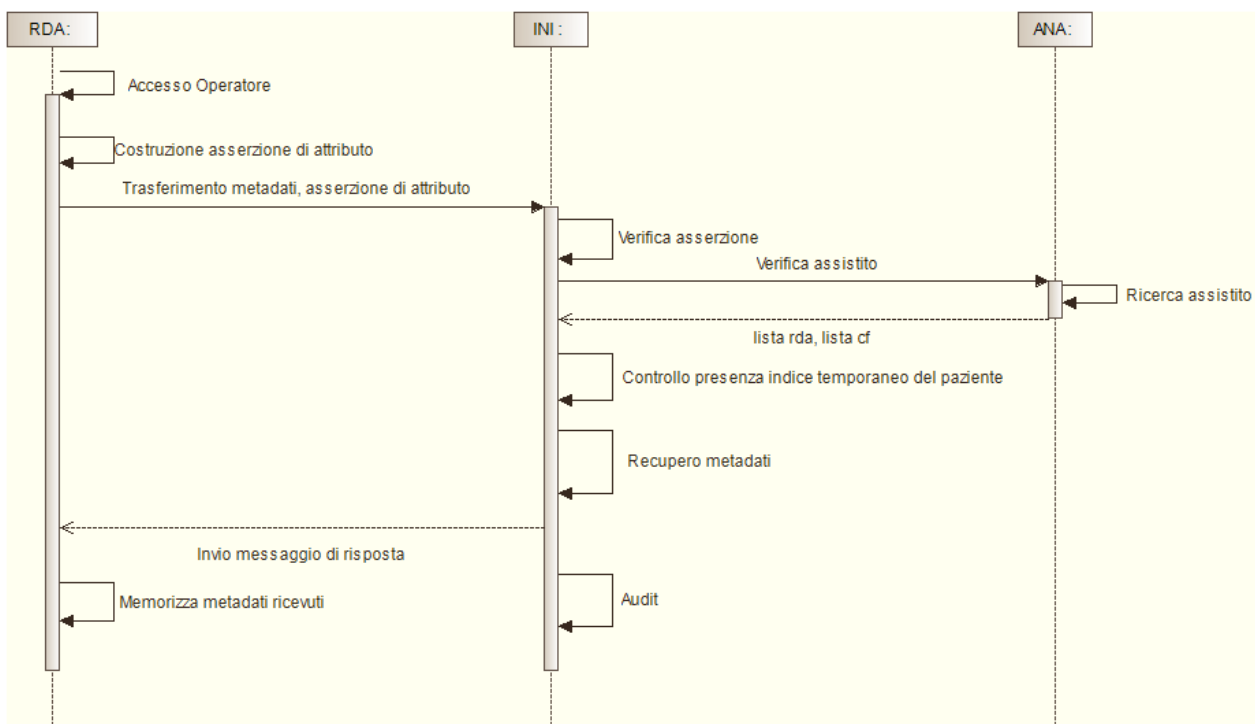 RDA:
INI :
ANA:
Accesso Operatore
Costruzione asserzione di attributo
Trasferimento metadati, asserzione di attributo
Verifica asserzione
Verifica assistito
Ricerca assistito
lista rda, lista cf
Controllo presenza indice temporaneo del paziente
Recupero metadati
Invio messaggio di risposta
Memorizza metadati ricevuti
Audit